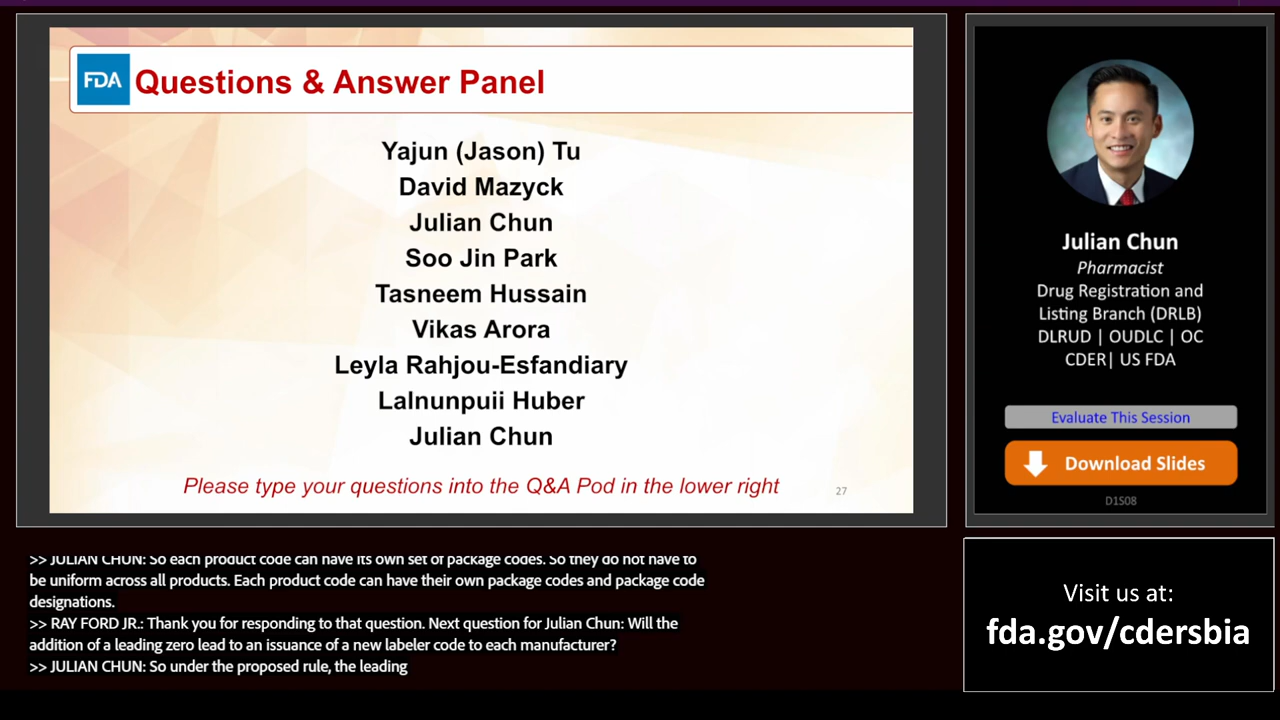 FDA
Questions & Answer Panel
Yajun (Jason) Tu
David Mazyck
Julian Chun
Soo Jin Park
Tasneem Hussain
Vikas Arora
Leyla Rahjou-Esfandiary
Lalnunpuii Huber
Julian Chun
Please type your questions into the Q&A Pod in the lower right
27
Julian Chun
Pharmacist
Drug Registration and
Listing Branch (DRLB)
DLRUD | OUDLC | OC
CDER| US FDA
Evaluate This Session
Download Slides
D1S08
>> JULIAN CHUN: So each product code can have its own set of package codes. So they do not have to
be uniform across all products. Each product code can have their own package codes and package code
designations.
>> RAY FORD JR.: Thank you for responding to that question. Next question for Julian Chun: Will the
addition of a leading zero lead to an issuance of a new labeler code to each manufacturer?
>> JULIAN CHUN: So under the proposed rule, the leading
Visit us at:
fda.gov/cdersbia